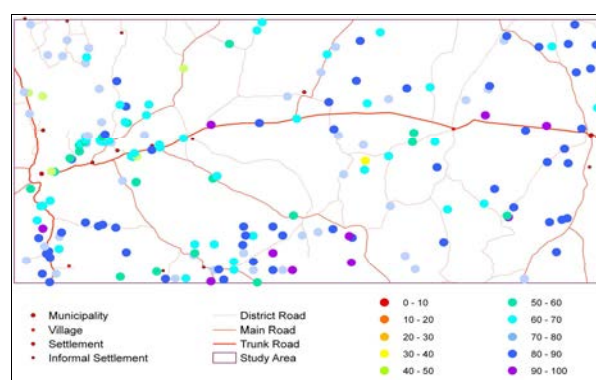 Municipality
Village
Settlement
Informal Settlement
District Road
Main Road
Trunk Road
Study Area
0 - 10
10 - 20
20 - 30
30 - 40
40 - 50
50 - 60
60 - 70
70 - 80
80 - 90
90 - 100